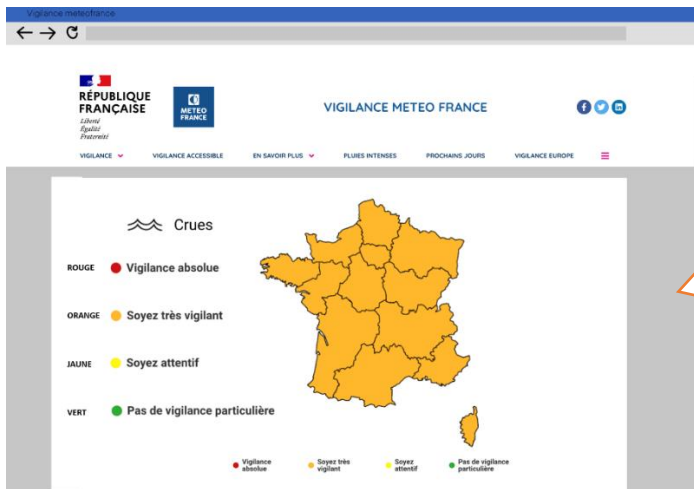 Vigilance meteofrance
RÉPUBLIQUE
FRANÇAISE
Liberté
Égalité
Fraternité
METEO
FRANCE
VIGILANCE METEO FRANCE
VIGILANCE
VIGILANCE ACCESSIBLE
EN SAVOIR PLUS
PLUIES INTENSES
PROCHAINS JOURS
VIGILANCE EUROPE
Crues
ROUGE Vigilance absolue
ORANGE Soyez très vigilant
JAUNE Soyez attentif
VERT Pas de vigilance particulière
Vigilance
absolue
Soyez très
vigilant
Soyez
attentif
Pas de vigilance
particulière